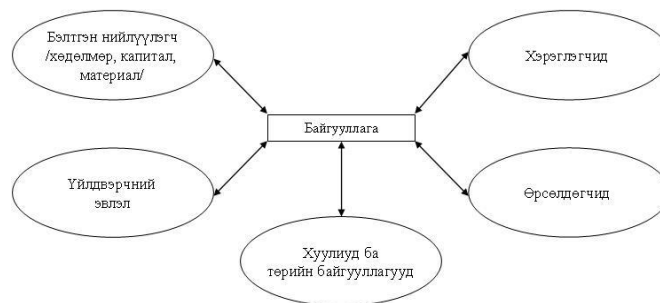 Бэлтгэн нийлүүлэгч
/хөдөлмөр, капитал,
материал/
Хэрэглэгчид
Байгууллага
Үйлдвэрчний
эвлэл
Өрсөлдөгчид
Хуулиуд ба
төрийн байгууллагууд